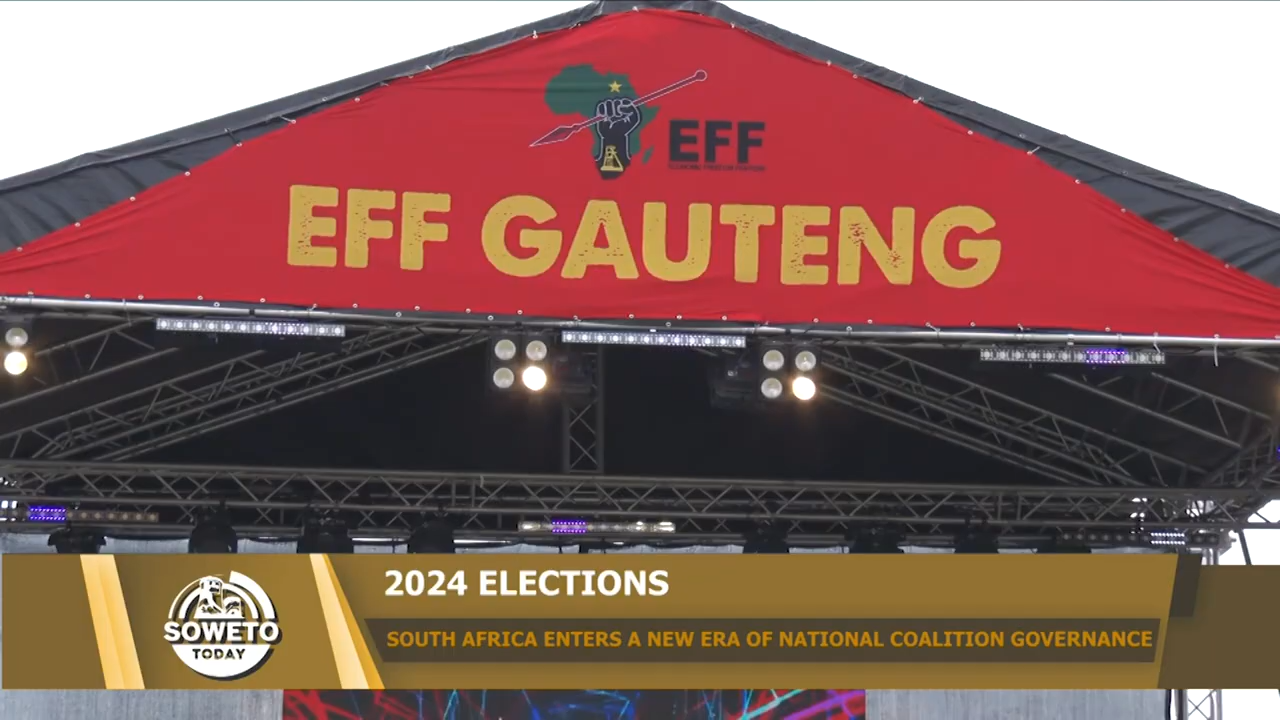 EFF
EFF GAUTENG
2024 ELECTIONS
SOUTH AFRICA ENTERS A NEW ERA OF NATIONAL COALITION GOVERNANCE
SOWETO
TODAY